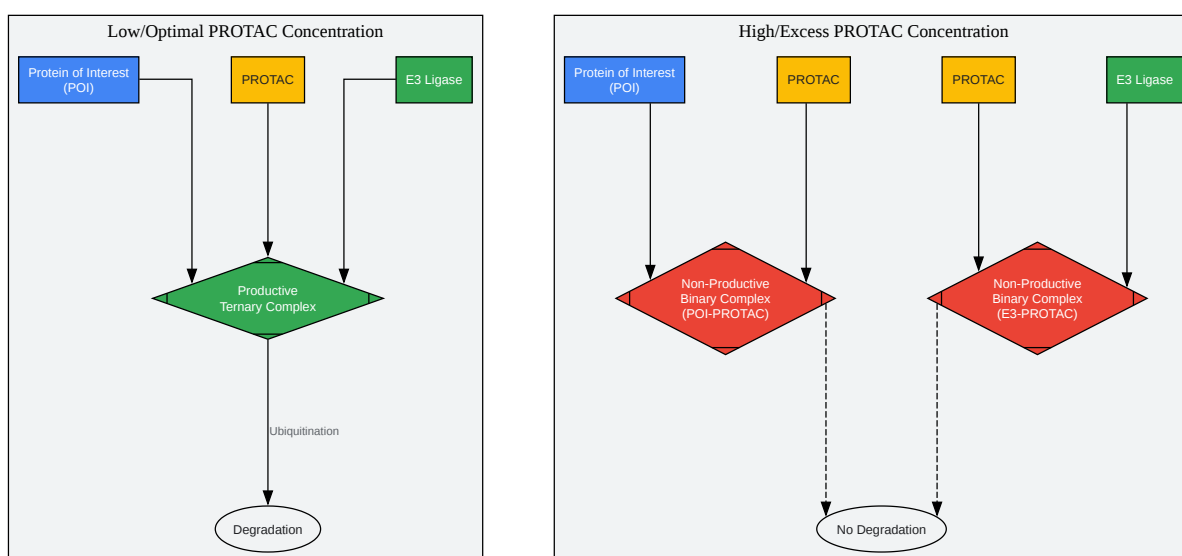 Low/Optimal PROTAC Concentration
Protein of Interest
(POI)
PROTAC
E3 Ligase
Productive
Ternary Complex
Ubiquitination
Degradation
High/Excess PROTAC Concentration
Protein of Interest
(POI)
PROTAC
PROTAC
E3 Ligase
Non-Productive
Binary Complex
(POI-PROTAC)
Non-Productive
Binary Complex
(E3-PROTAC)
No Degradation